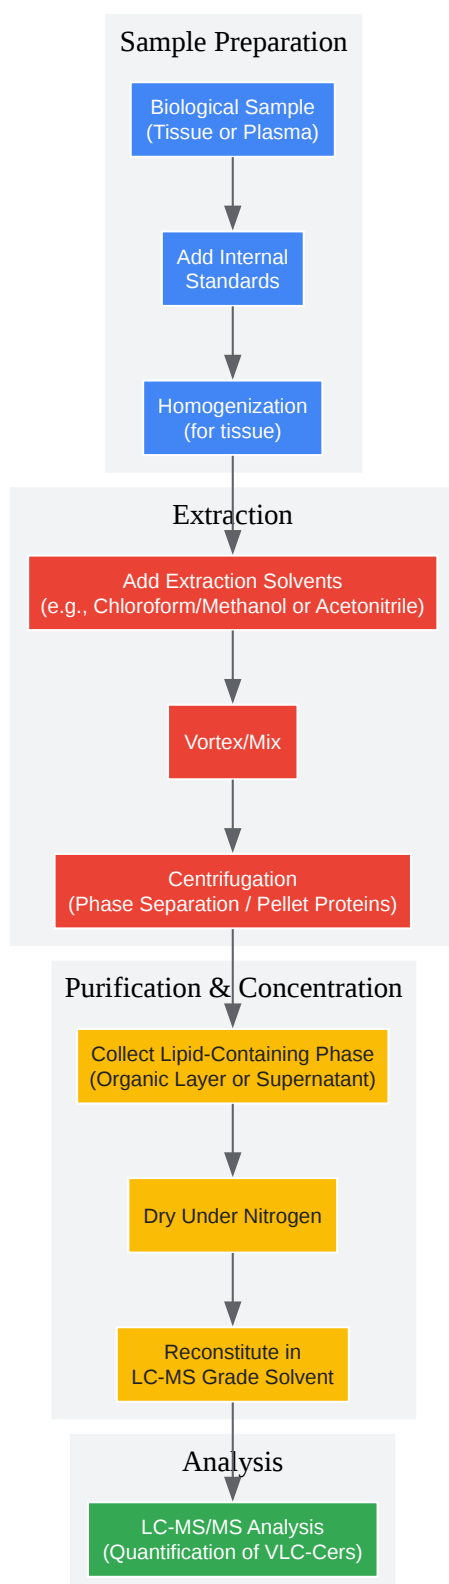 Sample Preparation
Biological Sample
(Tissue or Plasma)
Add Internal
Standards
Homogenization
(for tissue)
Extraction
Add Extraction Solvents
(e.g., Chloroform/Methanol or Acetonitrile)
Vortex/Mix
Centrifugation
(Phase Separation / Pellet Proteins)
Purification & Concentration
Collect Lipid-Containing Phase
(Organic Layer or Supernatant)
Dry Under Nitrogen
Reconstitute in
LC-MS Grade Solvent
Analysis
LC-MS/MS Analysis
(Quantification of VLC-Cers)